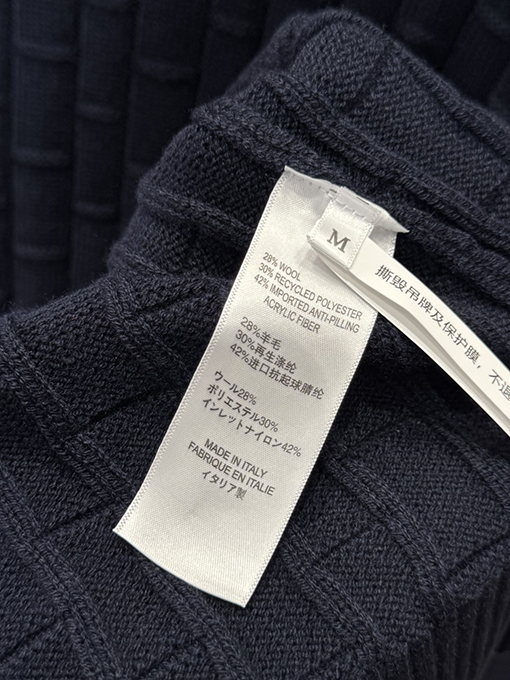 M
撕毁吊牌及保护膜，不退
28% WOOL
30% RECYCLED POLYESTER
42% IMPORTED ANTI-PILLING
ACRYLIC FIBER
28%羊毛
30%再生涤纶
42%进口抗起球腈纶
ウール28%
ポリエステル30%
インレットナイロン42%
MADE IN ITALY
FABRIQUE EN ITALIE
イタリア製